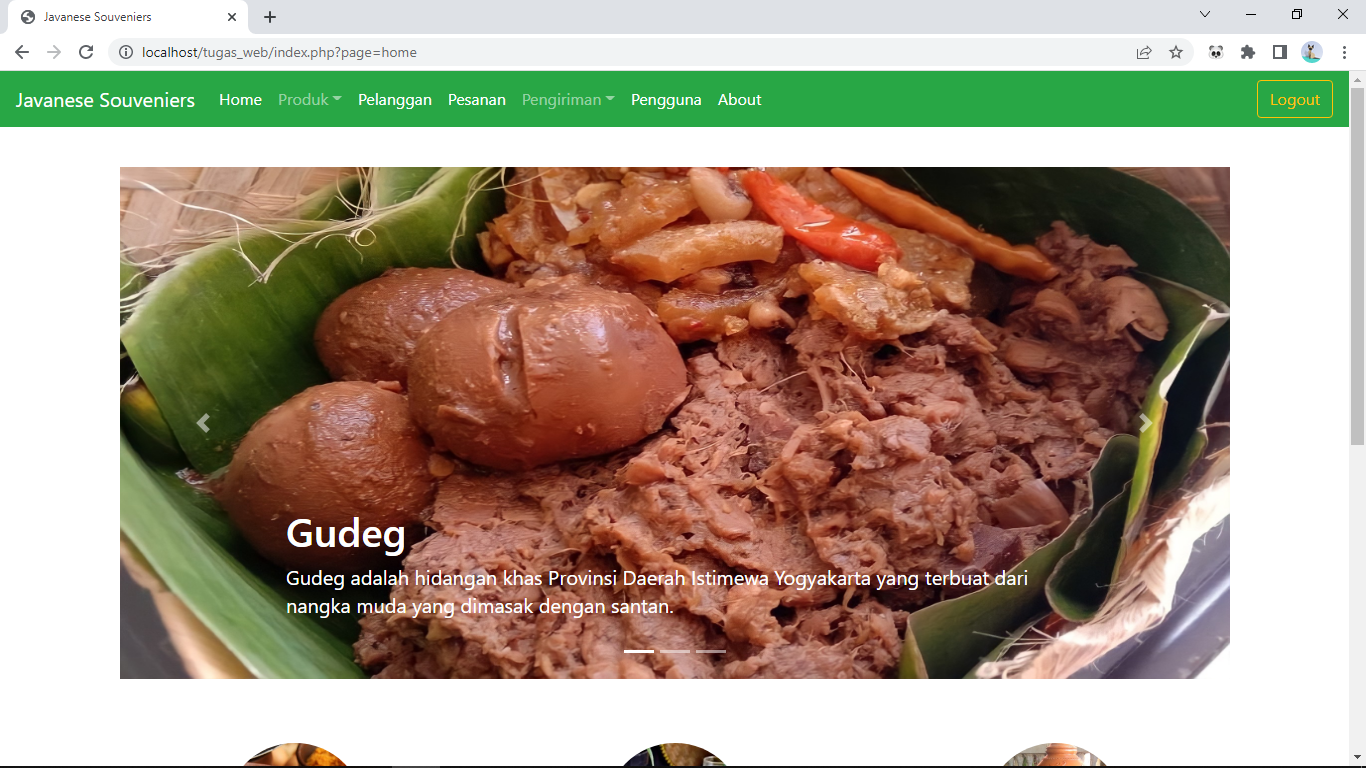 Javanese Souveniers
localhost/tugas_web/index.php?page=home
Javanese Souveniers Home Produk Pelanggan Pesanan Pengiriman Pengguna About Logout
Gudeg
Gudeg adalah hidangan khas Provinsi Daerah Istimewa Yogyakarta yang terbuat dari
nangka muda yang dimasak dengan santan.